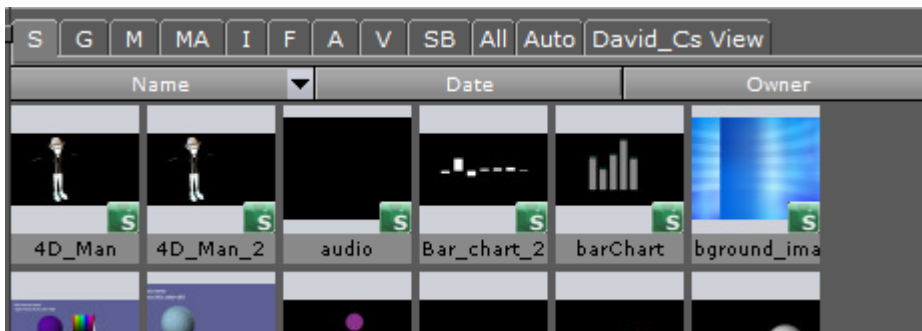 S G M MA I F A V SB All Auto David_Cs View
Name Date Owner
S S S S S S
4D_Man 4D_Man_2 audio Bar_chart_2 barChart bground_ima